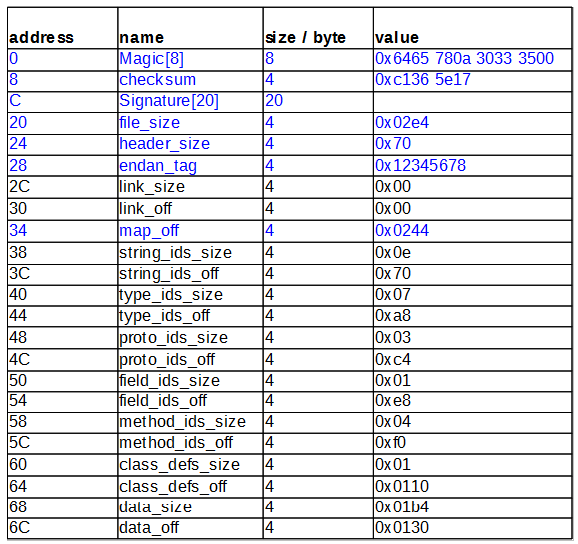 address name size / byte value
0 Magic[8] 8 0x6465 780a 3033 3500
8 checksum 4 0xc136 5e17
C Signature[20] 20
20 file_size 4 0x02e4
24 header_size 4 0x70
28 endan_tag 4 0x12345678
2C link_size 4 0x00
30 link_off 4 0x00
34 map_off 4 0x0244
38 string_ids_size 4 0x0e
3C string_ids_off 4 0x70
40 type_ids_size 4 0x07
44 type_ids_off 4 0xa8
48 proto_ids_size 4 0x03
4C proto_ids_off 4 0xc4
50 field_ids_size 4 0x01
54 field_ids_off 4 0xe8
58 method_ids_size 4 0x04
5C method_ids_off 4 0xf0
60 class_defs_size 4 0x01
64 class_defs_off 4 0x0110
68 data_size 4 0x01b4
6C data_off 4 0x0130